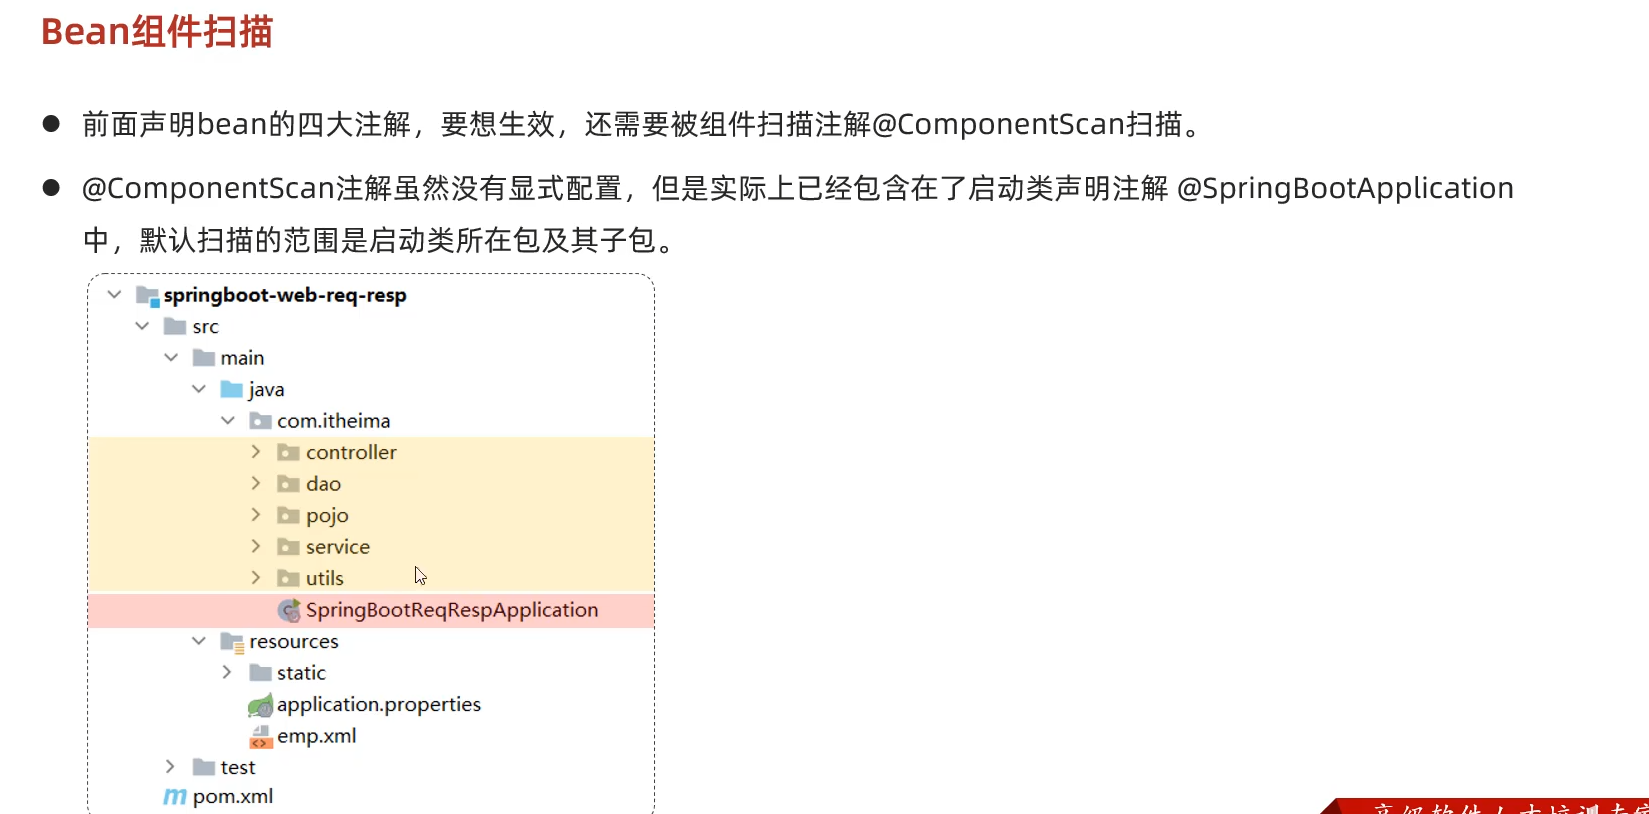 Bean组件扫描
前面声明bean的四大注解，要想生效，还需要被组件扫描注解@ComponentScan扫描。
@ComponentScan注解虽然没有显式配置，但是实际上已经包含在了启动类声明注解 @SpringBootApplication
中，默认扫描的范围是启动类所在包及其子包。
springboot-web-req-resp
src
main
java
com.itheima
controller
dao
pojo
service
utils
SpringBootReqRespApplication
resources
static
application.properties
emp.xml
test
pom.xml